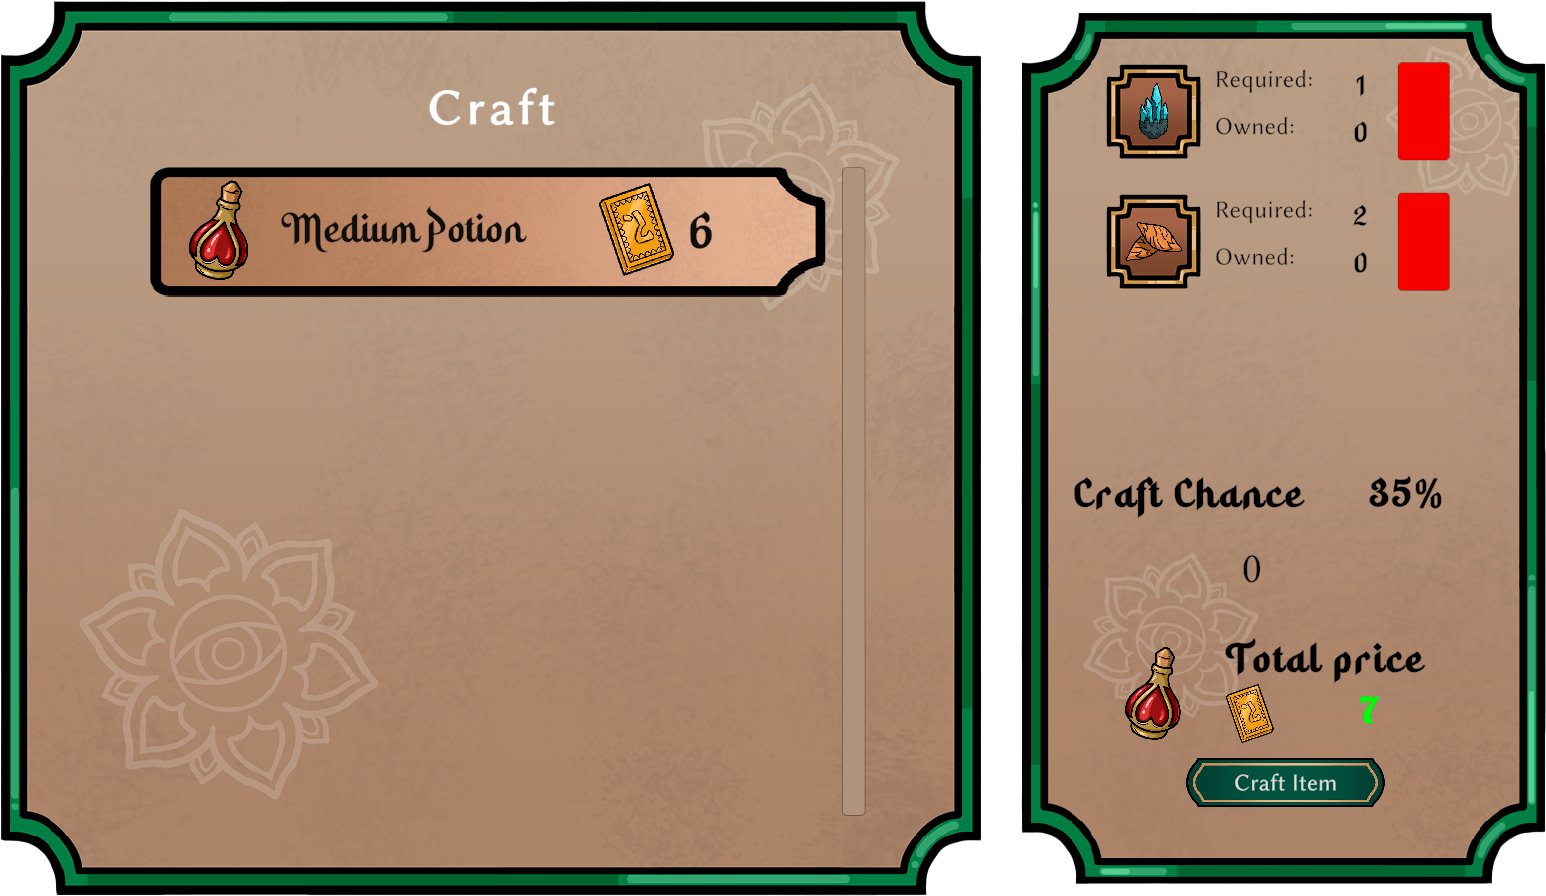 Craft
Medium Potion 6
Required: 1
Owned: 0
Required: 2
Owned: 0
Craft Chance 35%
0
Total price
7
Craft Item